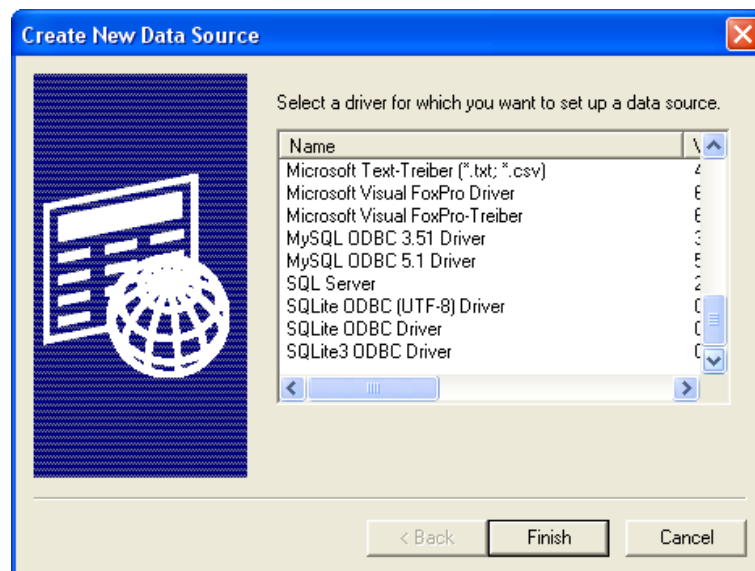 Create New Data Source
Select a driver for which you want to set up a data source.
Name
Microsoft Text-Treiber (*.txt; *.csv)
Microsoft Visual FoxPro Driver
Microsoft Visual FoxPro-Treiber
MySQL ODBC 3.51 Driver
MySQL ODBC 5.1 Driver
SQL Server
SQLite ODBC (UTF-8) Driver
SQLite ODBC Driver
SQLite3 ODBC Driver
< Back Finish Cancel